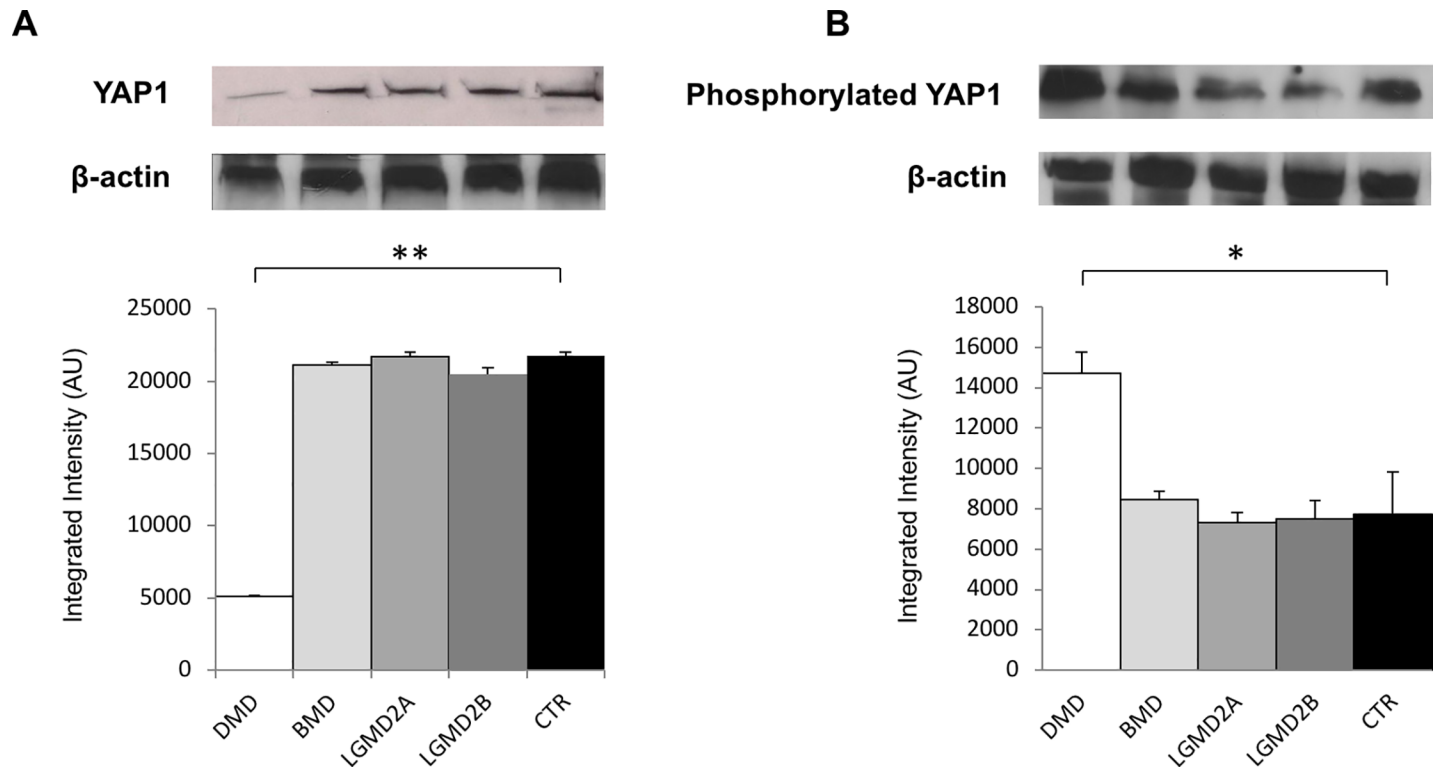 A
YAP1
β-actin
**
Integrated Intensity (AU)
25000
20000
15000
10000
5000
0
DMD
BMD
LGMD2A
LGMD2B
CTR
B
Phosphorylated YAP1
β-actin
*
Integrated Intensity (AU)
18000
16000
14000
12000
10000
8000
6000
4000
2000
0
DMD
BMD
LGMD2A
LGMD2B
CTR